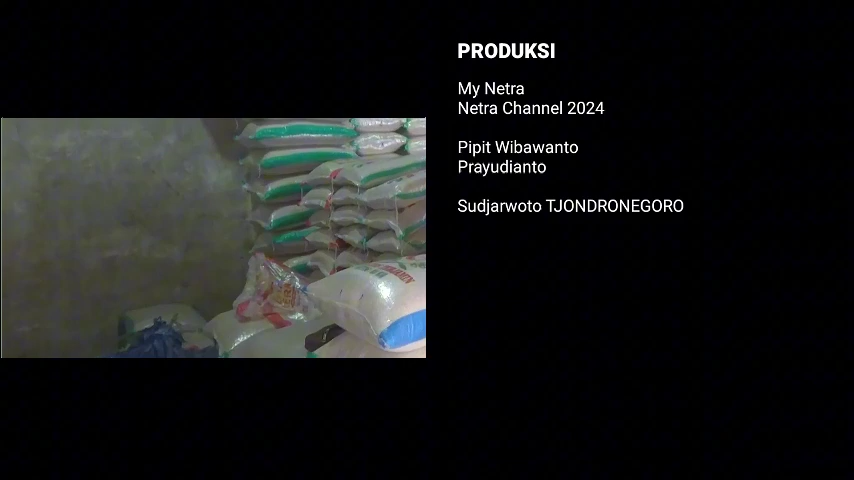 PRODUKSI
My Netra
Netra Channel 2024
Pipit Wibawanto
Prayudianto
Sudjarwoto TJONDRONEGORO